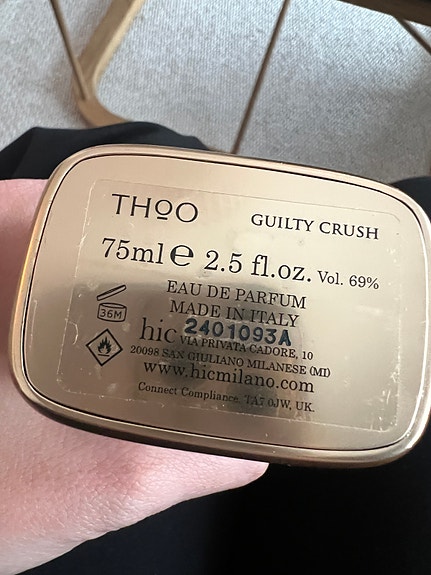 THoO GUILTY CRUSH
75ml e 2.5 fl.oz. Vol. 69%
EAU DE PARFUM
36M MADE IN ITALY
hic 2401093A
VIA PRIVATA CADORE, 10
20098 SAN GIULIANO MILANESE (MI)
www.hicmilano.com
Connect Compliance, TA7 0JW, UK.